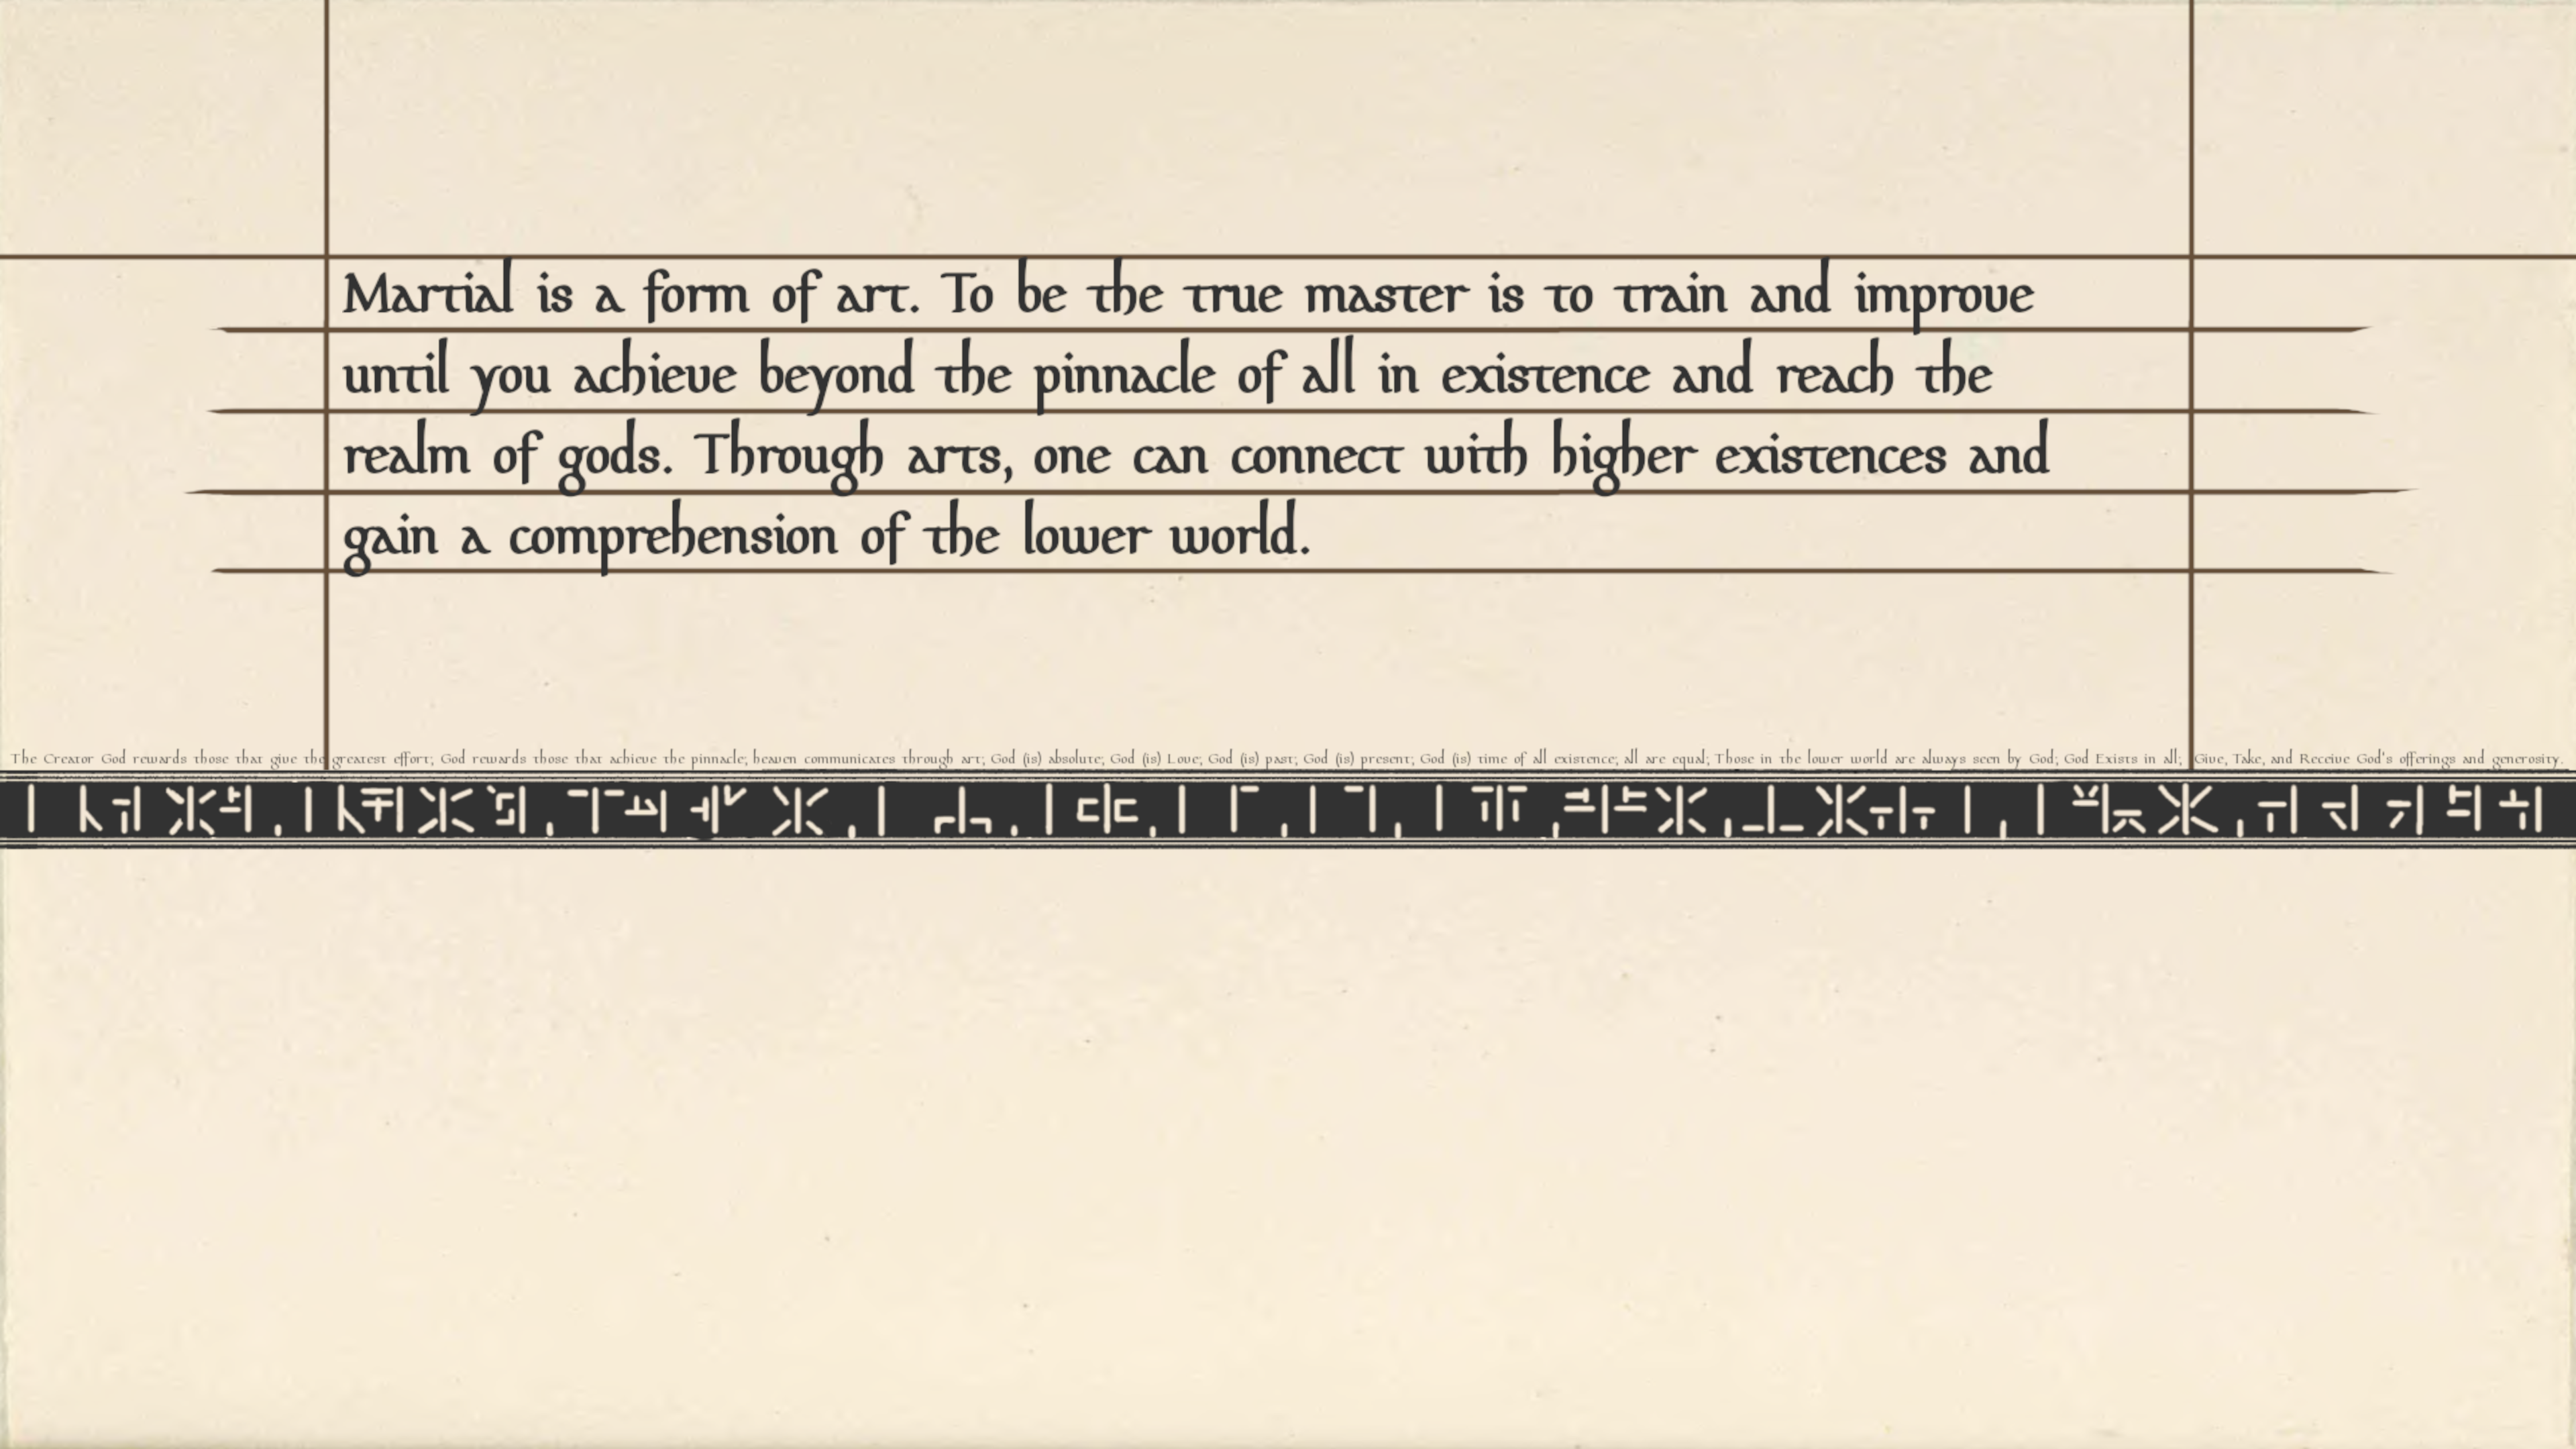 Martial is a form of art. To be the true master is to train and improve
until you achieve beyond the pinnacle of all in existence and reach the
realm of gods. Through arts, one can connect with higher existences and
gain a comprehension of the lower world.
The Creator God rewards those that give the greatest effort; God rewards those that achieve the pinnacle; heaven communicates through art; God (is) absolute; God (is) Love; God (is) past; God (is) present; God (is) time of all existence; all are equal; Those in the lower world are always seen by God; God Exists in all; Give, Take, and Receive God's offerings and generosity.